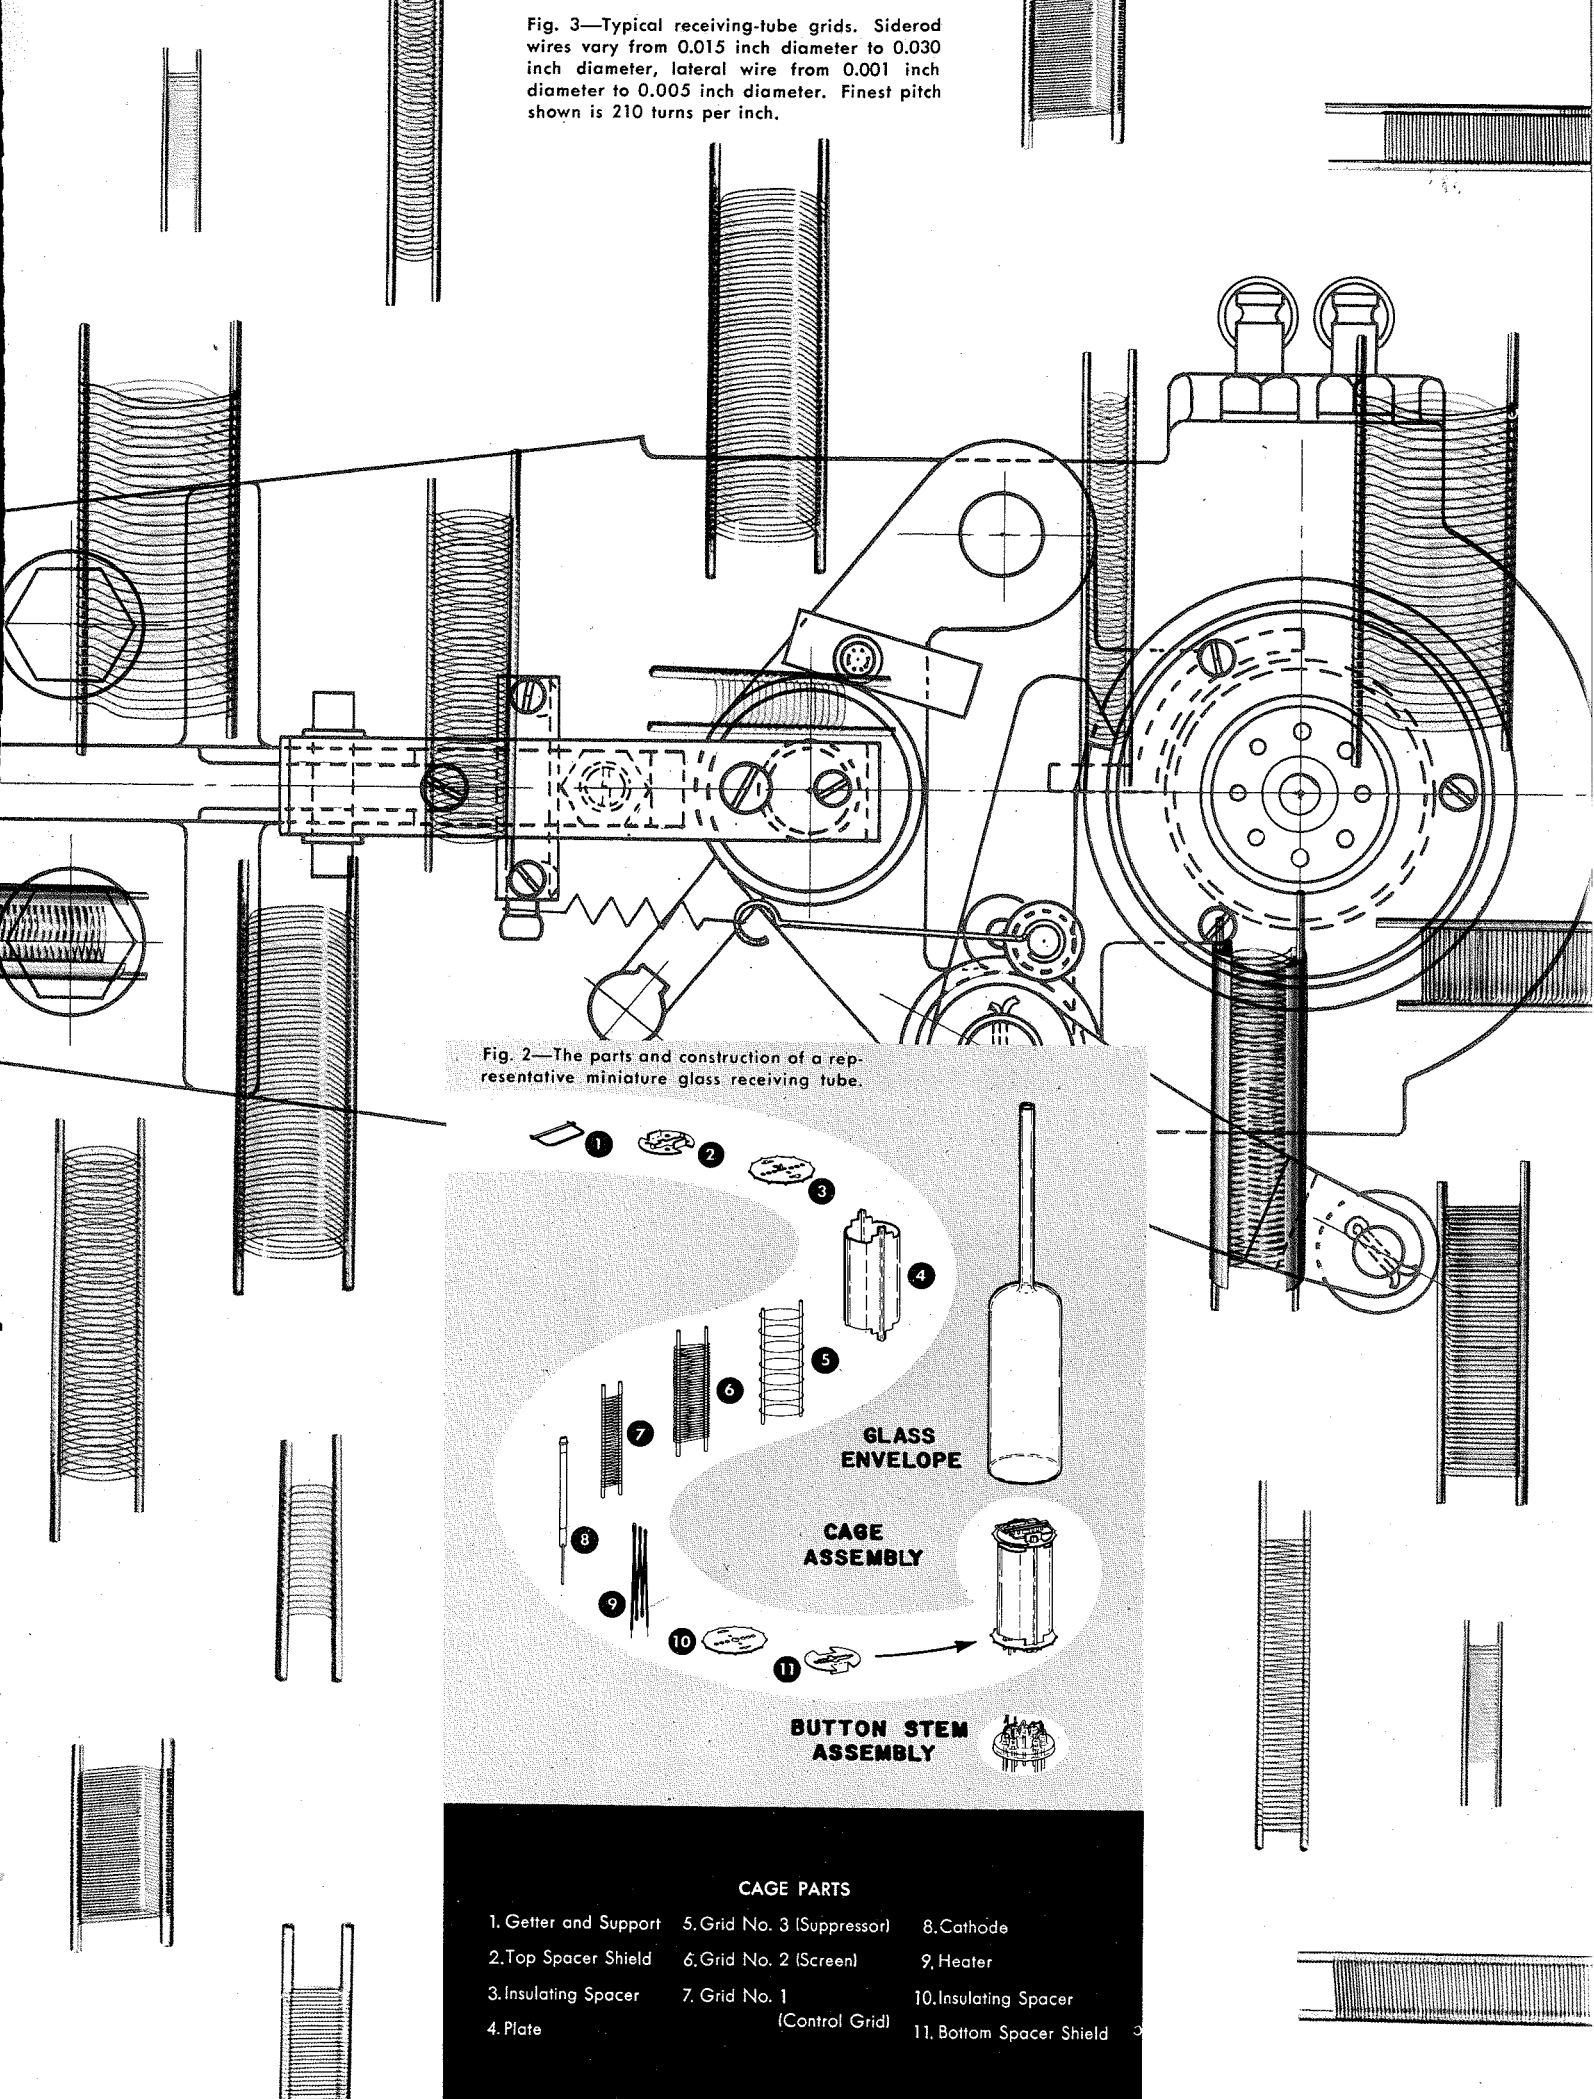 Fig. 3—Typical receiving-tube grids. Siderod
wires vary from 0.015 inch diameter to 0.030
inch diameter, lateral wire from 0.001 inch
diameter to 0.005 inch diameter. Finest pitch
shown is 210 turns per inch.
Fig. 2—The parts and construction of a rep-
resentative miniature glass receiving tube.
1
2
3
4
5
6
7
8
9
10
11
GLASS
ENVELOPE
CAGE
ASSEMBLY
BUTTON STEM
ASSEMBLY
CAGE PARTS
1. Getter and Support
2. Top Spacer Shield
3. Insulating Spacer
4. Plate
5. Grid No. 3 (Suppressor)
6. Grid No. 2 (Screen)
7. Grid No. 1
(Control Grid)
8. Cathode
9. Heater
10. Insulating Spacer
11. Bottom Spacer Shield